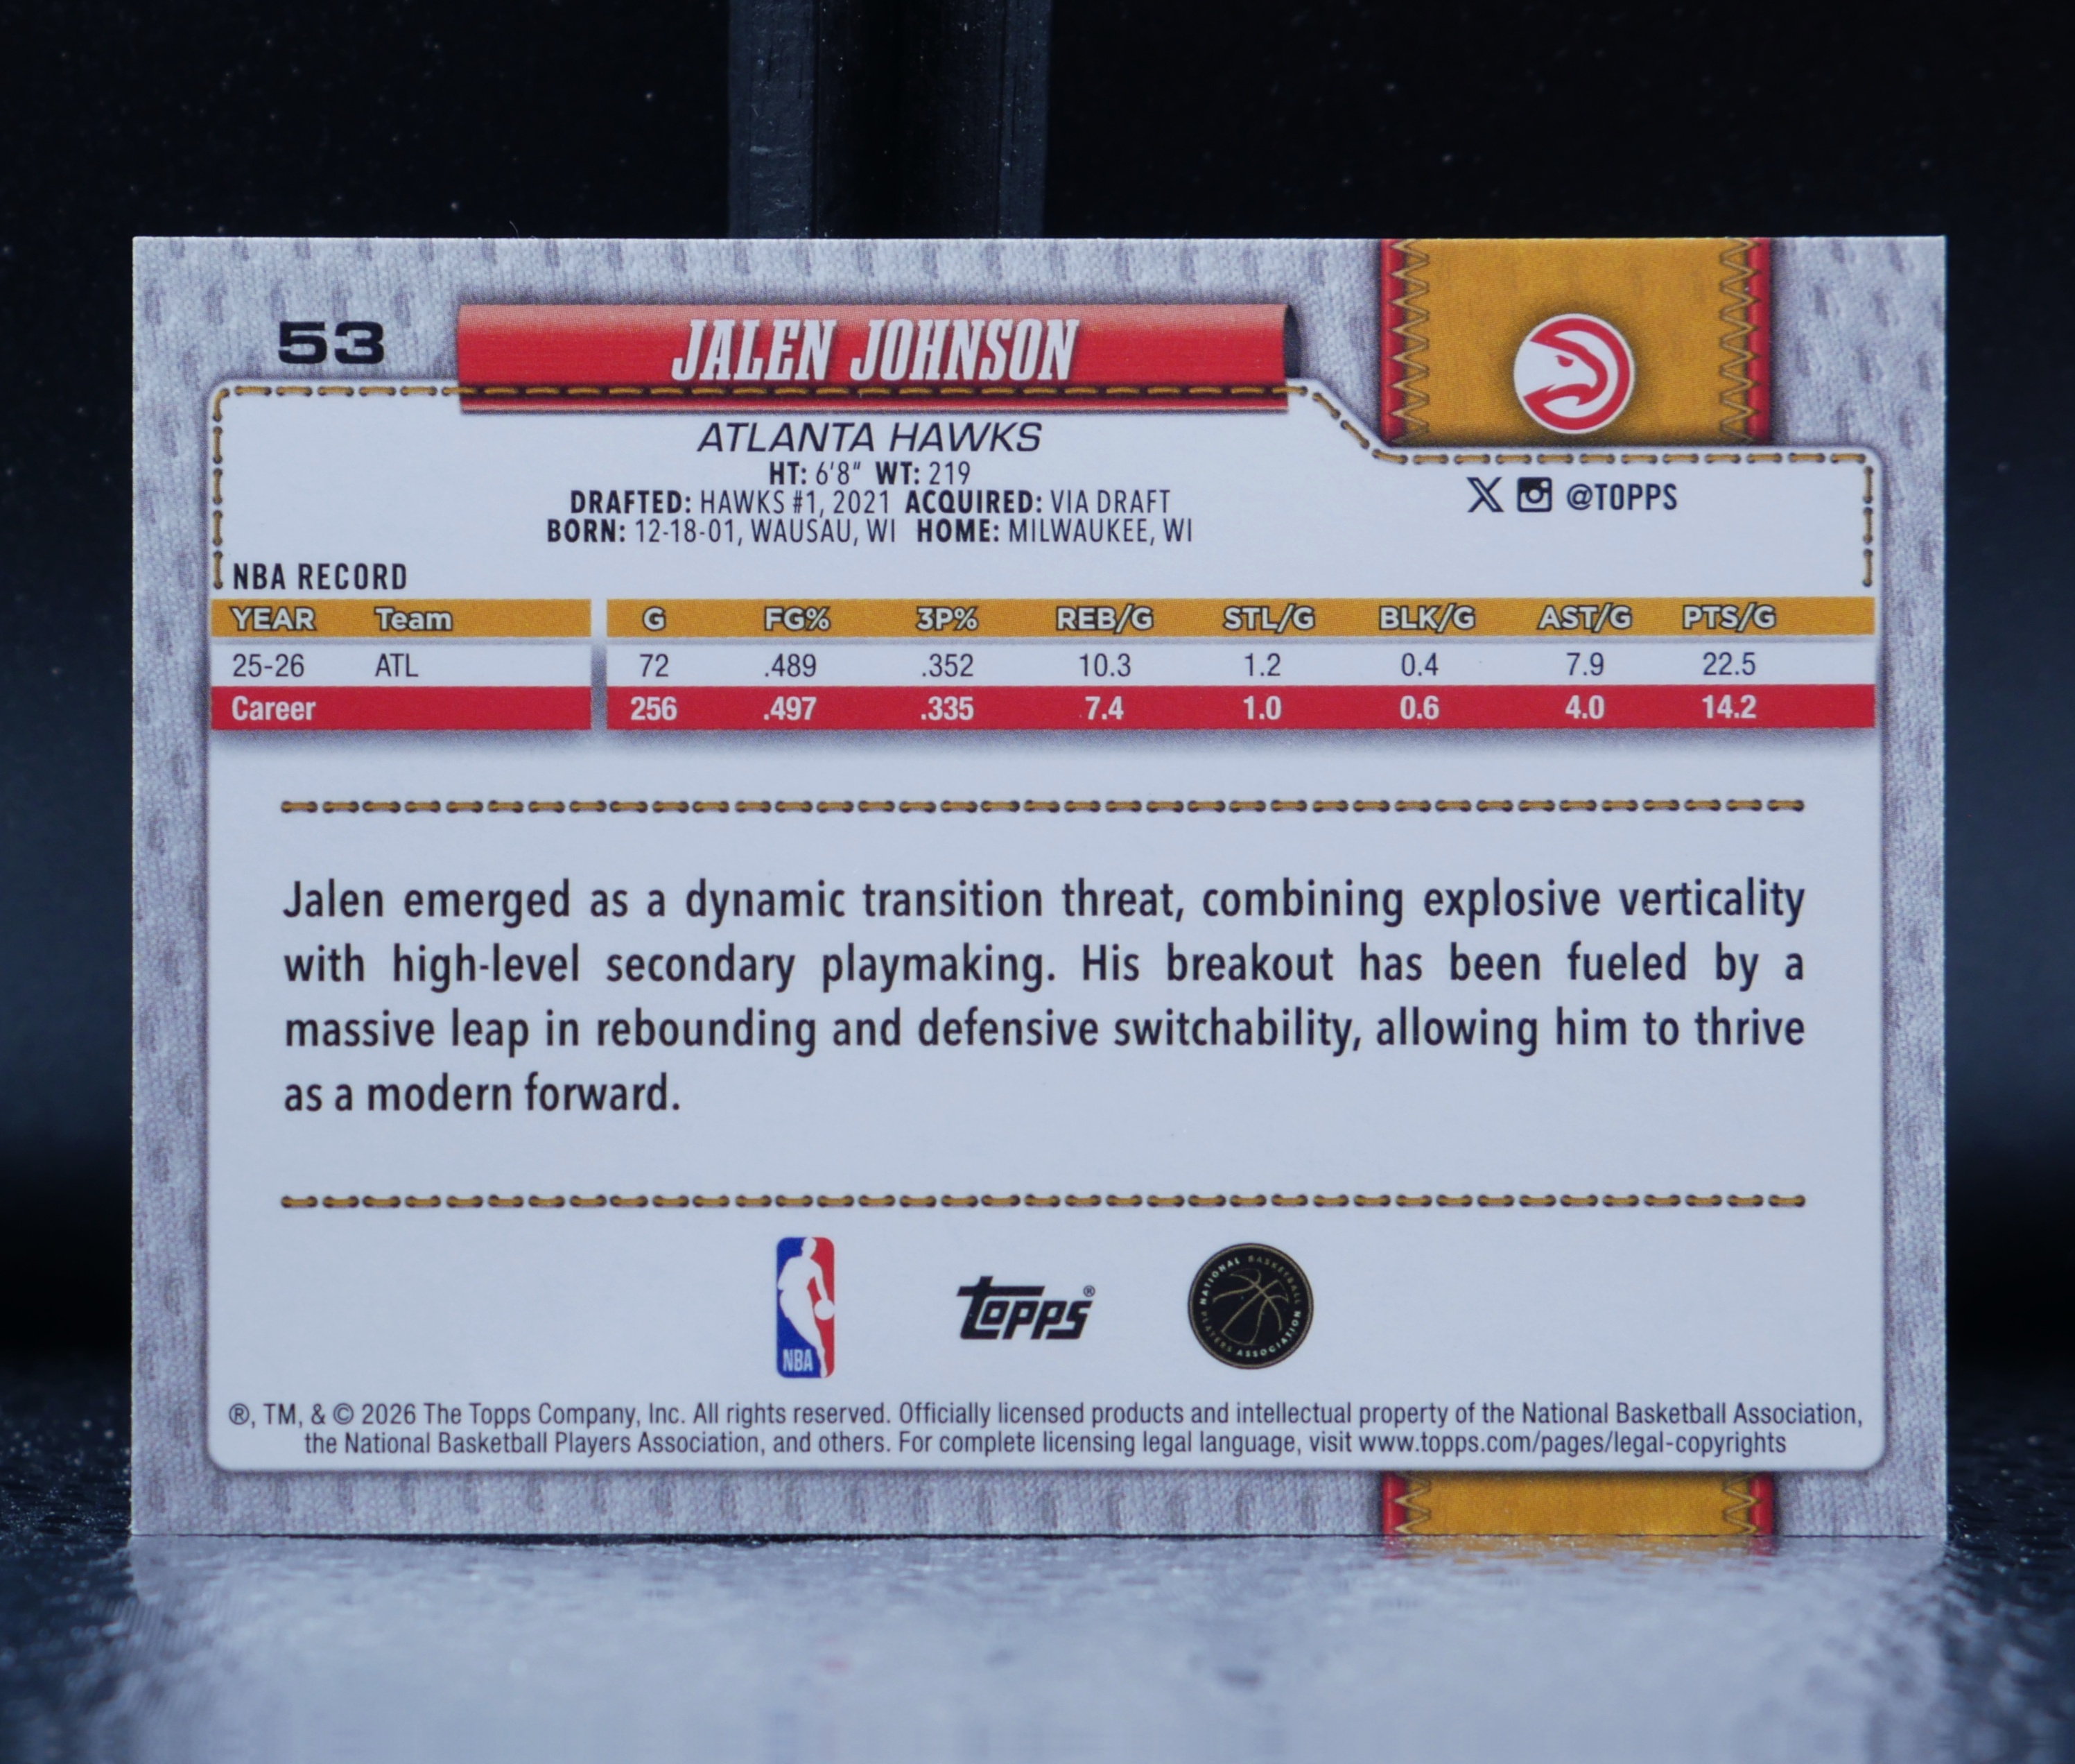 53
JALEN JOHNSON
ATLANTA HAWKS
HT: 6'8" WT: 219
DRAFTED: HAWKS #1, 2021 ACQUIRED: VIA DRAFT
BORN: 12-18-01, WAUSAU, WI HOME: MILWAUKEE, WI
@TOPPS
NBA RECORD
YEAR Team G FG% 3P% REB/G STL/G BLK/G AST/G PTS/G
25-26 ATL 72 .489 .352 10.3 1.2 0.4 7.9 22.5
Career 256 .497 .335 7.4 1.0 0.6 4.0 14.2
Jalen emerged as a dynamic transition threat, combining explosive verticality
with high-level secondary playmaking. His breakout has been fueled by a
massive leap in rebounding and defensive switchability, allowing him to thrive
as a modern forward.
NBA
topps®
NATIONAL BASKETBALL PLAYERS ASSOCIATION
®, TM, & © 2026 The Topps Company, Inc. All rights reserved. Officially licensed products and intellectual property of the National Basketball Association,
the National Basketball Players Association, and others. For complete licensing legal language, visit www.topps.com/pages/legal-copyrights